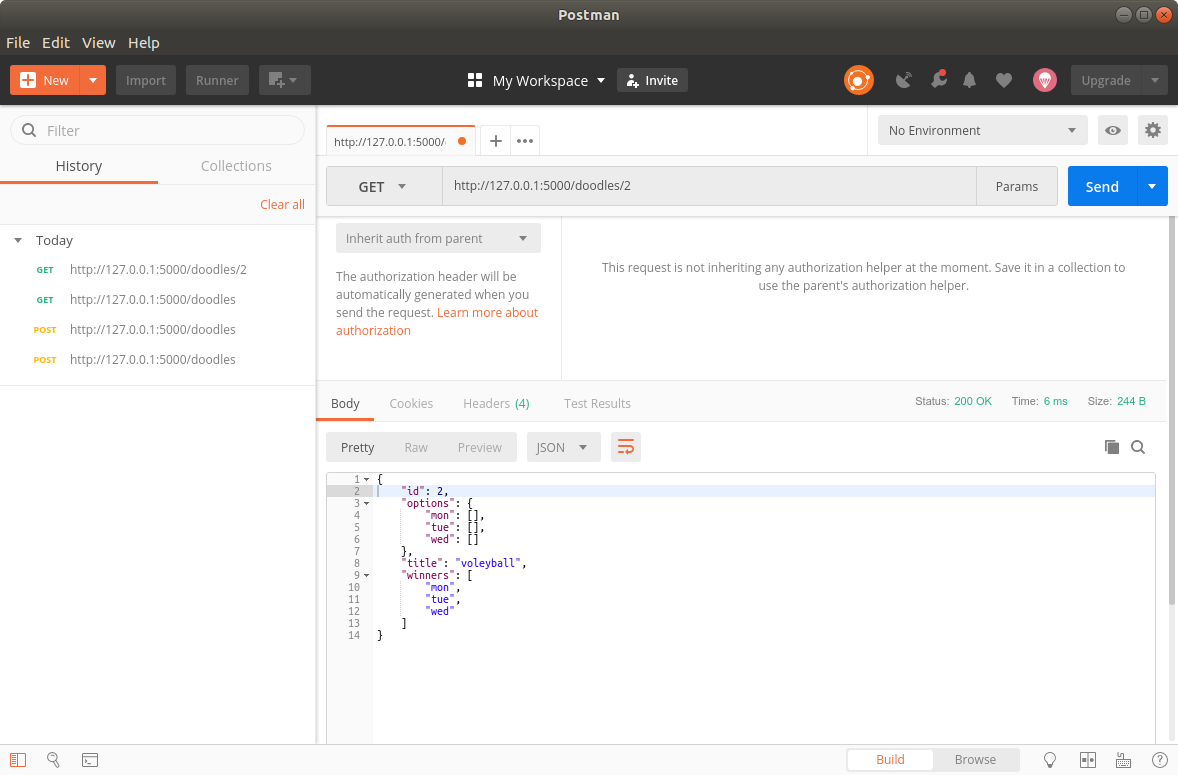 Postman
File Edit View Help
New Import Runner My Workspace Invite Upgrade
Filter
History Collections
Clear all
Today
GET http://127.0.0.1:5000/doodles/2
GET http://127.0.0.1:5000/doodles
POST http://127.0.0.1:5000/doodles
POST http://127.0.0.1:5000/doodles
http://127.0.0.1:5000/ + ••• No Environment
GET http://127.0.0.1:5000/doodles/2 Params Send
Inherit auth from parent
The authorization header will be
automatically generated when you
send the request. Learn more about
authorization
This request is not inheriting any authorization helper at the moment. Save it in a collection to
use the parent's authorization helper.
Body Cookies Headers (4) Test Results Status: 200 OK Time: 6 ms Size: 244 B
Pretty Raw Preview JSON
1 {
2 "id": 2,
3 "options": {
4 "mon": [],
5 "tue": [],
6 "wed": []
7 },
8 "title": "voleyball",
9 "winners": [
10 "mon",
11 "tue",
12 "wed"
13 ]
14 }
Build Browse